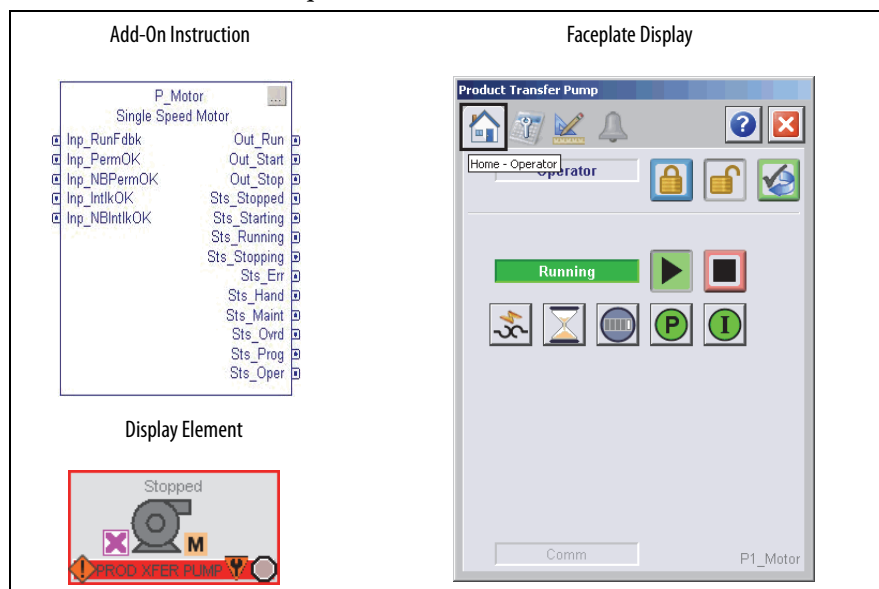 Add-On Instruction
P_Motor
...
Single Speed Motor
Inp_RunFdbk Out_Run
Inp_PermOK Out_Start
Inp_NBPermOK Out_Stop
Inp_IntlkOK Sts_Stopped
Inp_NBIntlkOK Sts_Starting
Sts_Running
Sts_Stopping
Sts_Err
Sts_Hand
Sts_Maint
Sts_Ovrd
Sts_Prog
Sts_Oper
Display Element
Stopped
M
PROD XFER PUMP
Faceplate Display
Product Transfer Pump
?
Home - Operator
Operator
Running
P I
Comm
P1_Motor